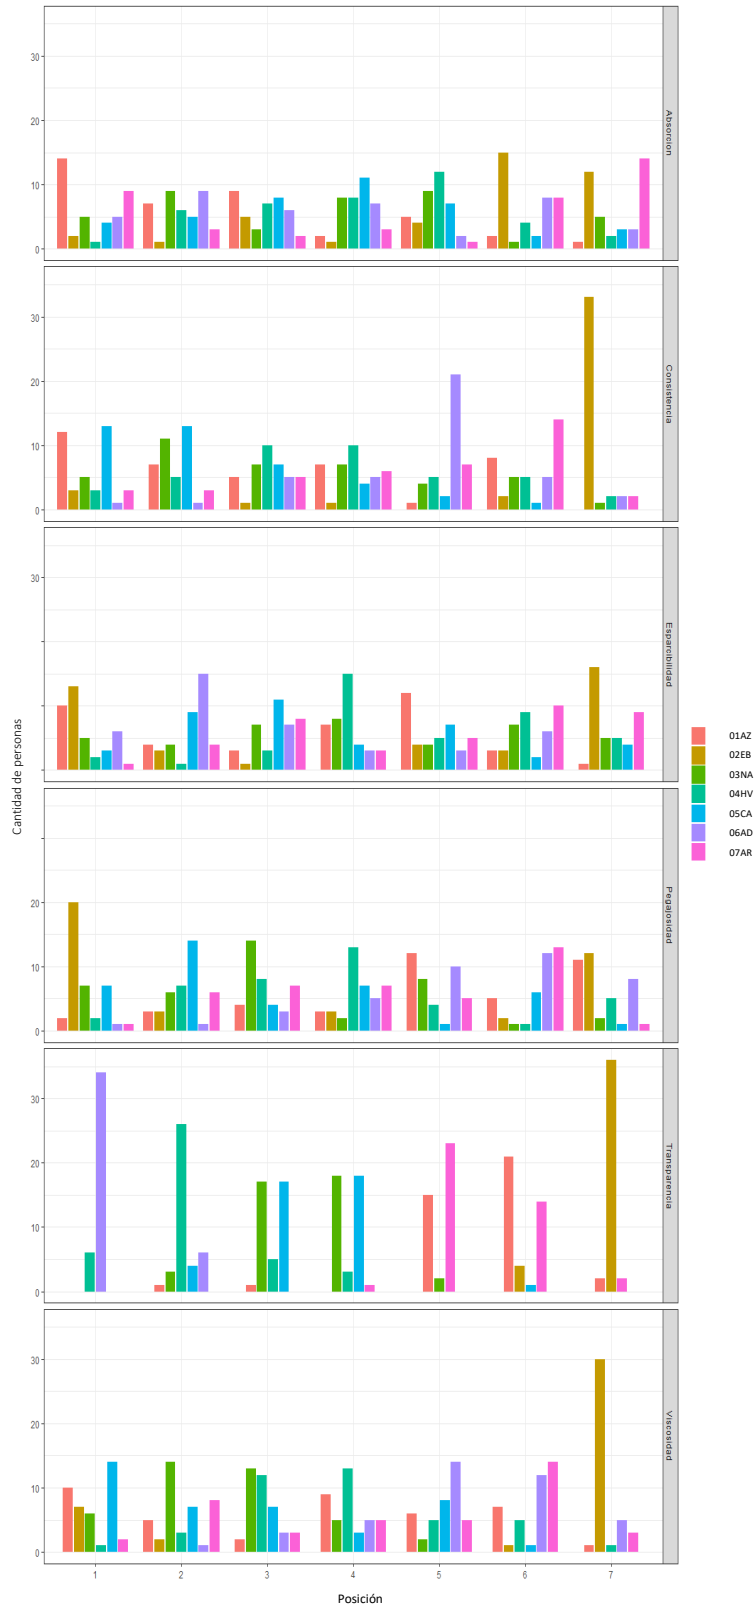 30
20
10
0
Absorcion
30
20
10
0
Consistencia
30
Esparcibilidad
20
10
0
Pegajosidad
30
20
10
0
Transparencia
30
20
10
0
Viscosidad
1 2 3 4 5 6 7
Posición
Cantidad de personas
01AZ
02EB
03NA
04HV
05CA
06AD
07AR